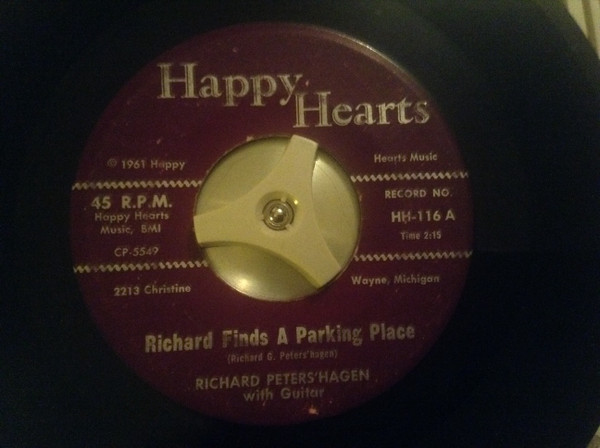 Happy
Hearts
© 1961 Happy
Hearts Music
45 R.P.M.
Happy Hearts
Music, BMI
CP-5549
RECORD NO.
HH-116 A
Time 2:15
2213 Christine
Wayne, Michigan
Richard Finds A Parking Place
(Richard G. Peters'hagen)
RICHARD PETERS'HAGEN
with Guitar